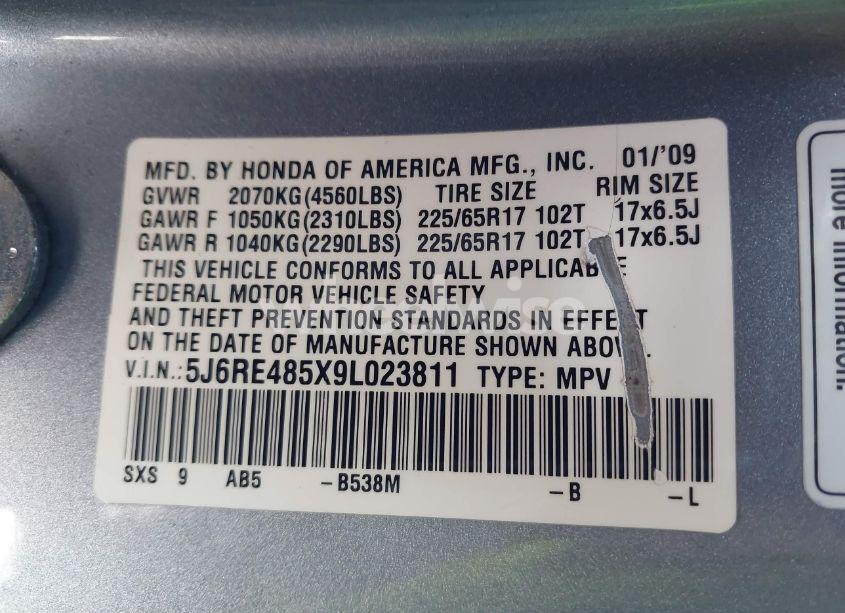 MFD. BY HONDA OF AMERICA MFG., INC. 01/'09
GVWR 2070KG(4560LBS) TIRE SIZE RIM SIZE
GAWR F 1050KG(2310LBS) 225/65R17 102T 17x6.5J
GAWR R 1040KG(2290LBS) 225/65R17 102T 17x6.5J
THIS VEHICLE CONFORMS TO ALL APPLICABLE
FEDERAL MOTOR VEHICLE SAFETY
AND THEFT PREVENTION STANDARDS IN EFFECT
ON THE DATE OF MANUFACTURE SHOWN ABOVE.
V.I.N.: 5J6RE485X9L023811 TYPE: MPV
SXS 9 AB5 -B538M -B -L
more information.